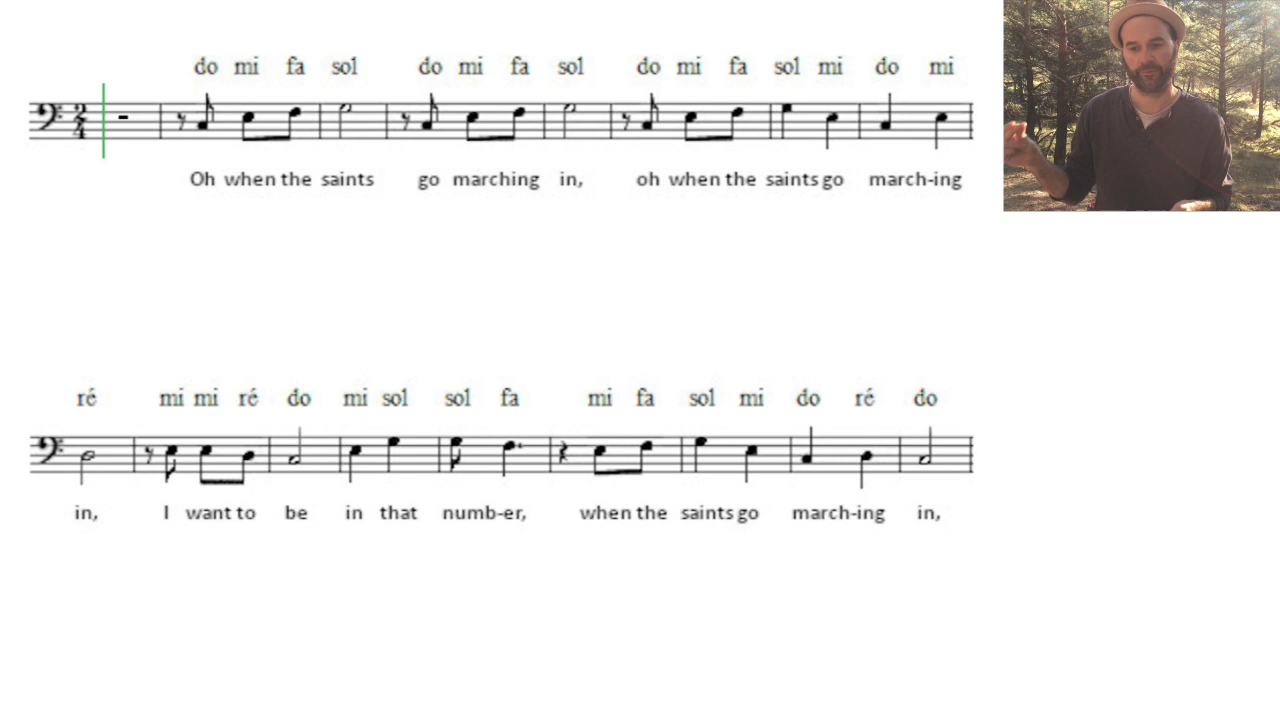 do mi fa sol do mi fa sol do mi fa sol mi do mi
2
4
Oh when the saints go marching in, oh when the saints go march-ing
ré mi mi ré do mi sol sol fa mi fa sol mi do ré do
in, I want to be in that numb-er, when the saints go march-ing in,